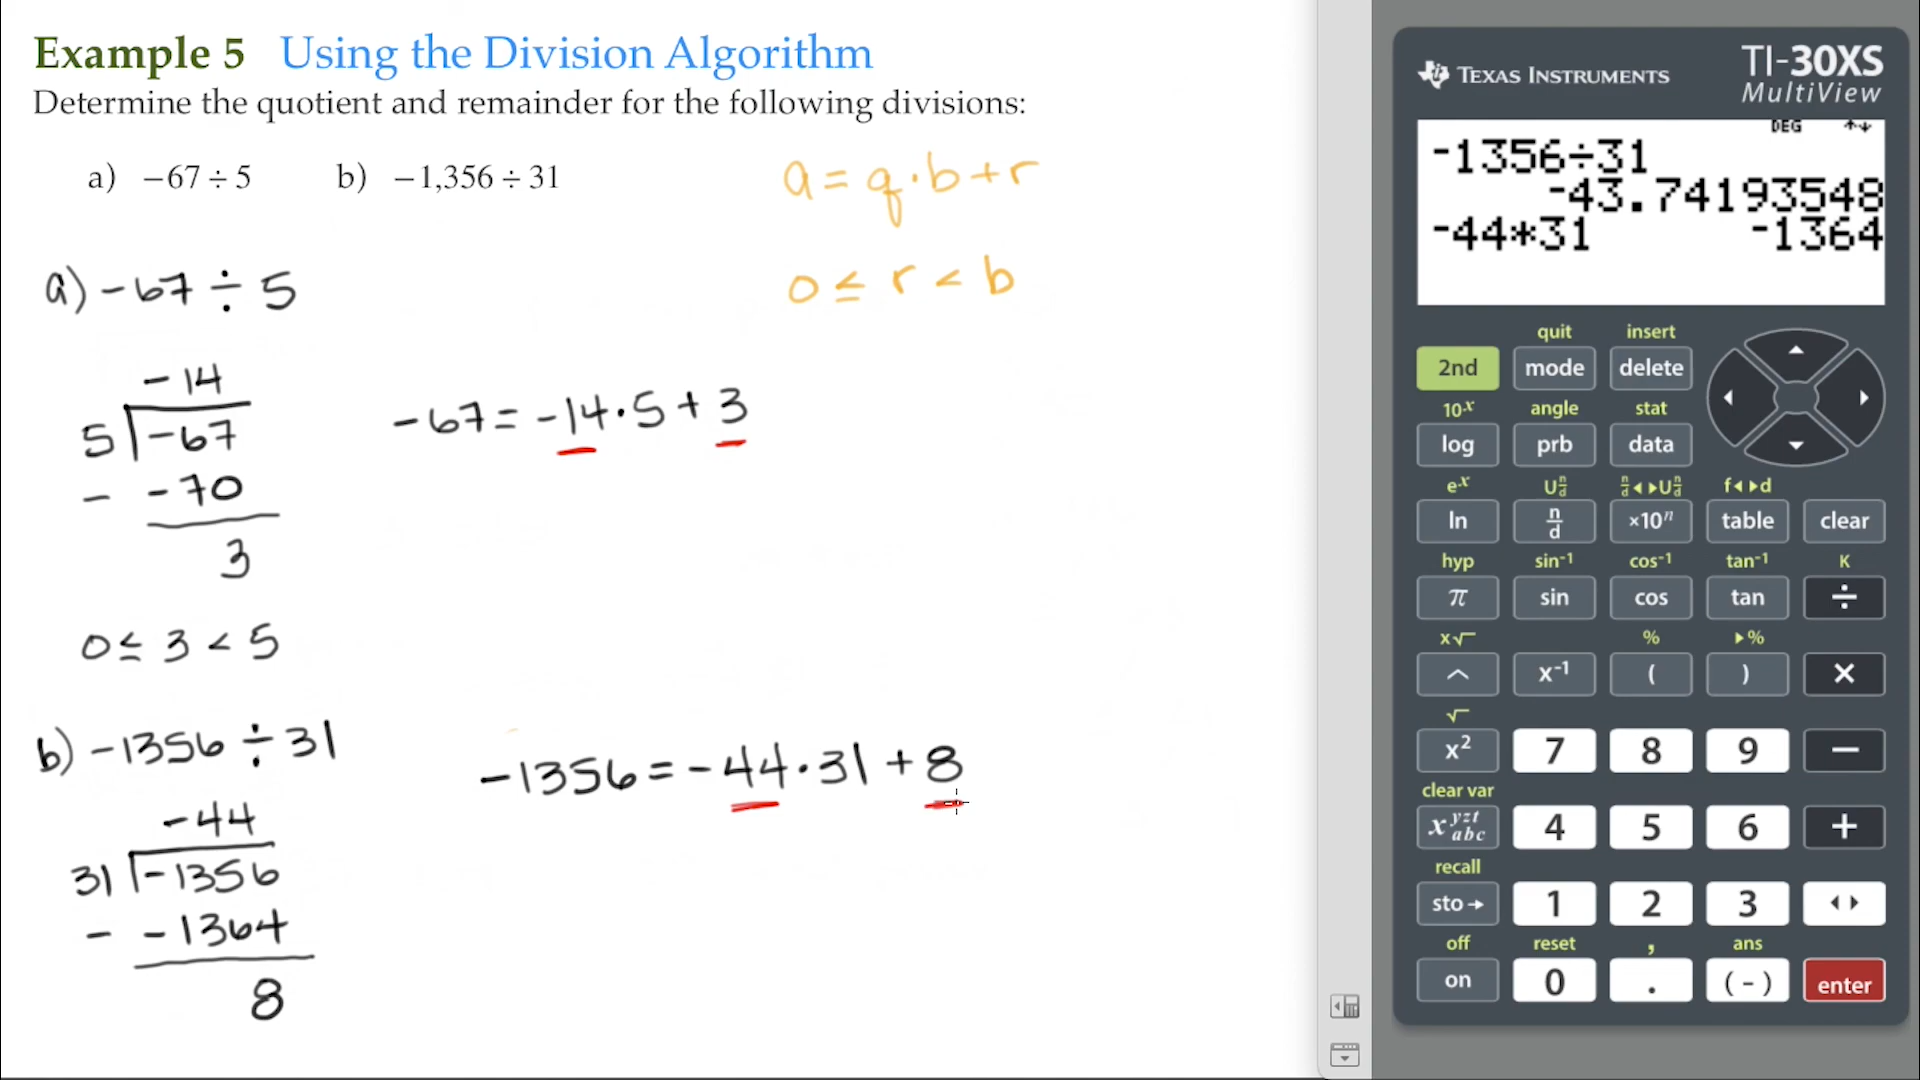 Example 5 Using the Division Algorithm
Determine the quotient and remainder for the following divisions:
a) −67 ÷ 5 b) −1,356 ÷ 31
a = q · b + r
0 ≤ r < b
a) -67 ÷ 5
-14
5 -67
- -70
3
-67 = -14 · 5 + 3
0 ≤ 3 < 5
b) -1356 ÷ 31
-44
31 -1356
- -1364
8
-1356 = -44 · 31 + 8
TEXAS INSTRUMENTS
TI-30XS
MultiView
DEG
-1356÷31
-43.74193548
-44*31 -1364
quit insert
2nd mode delete
10ˣ angle stat
log prb data
eˣ U n/d n/d ◂ ▸ U n/d f ◂ ▸ d
ln n/d ×10ⁿ table clear
hyp sin⁻¹ cos⁻¹ tan⁻¹ K
π sin cos tan ÷
x√ % ▸%
^ x⁻¹ ( ) ×
√
x² 7 8 9 −
clear var
x yzt abc 4 5 6 +
recall
sto→ 1 2 3 ◂ ▸
off reset , ans
on 0 . (-) enter